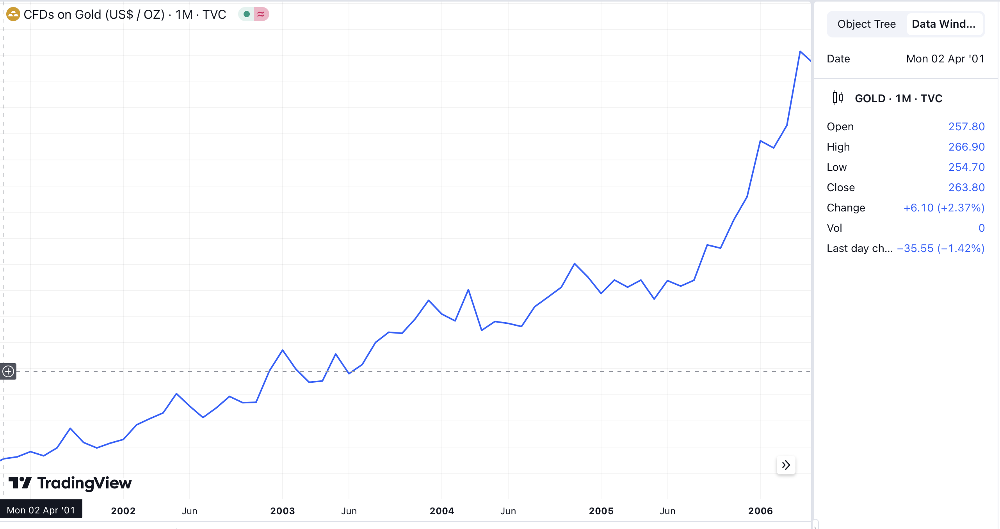 CFDs on Gold (US$ / OZ) · 1M · TVC
Object Tree
Data Wind...
Date Mon 02 Apr '01
GOLD · 1M · TVC
Open 257.80
High 266.90
Low 254.70
Close 263.80
Change +6.10 (+2.37%)
Vol 0
Last day ch... −35.55 (−1.42%)
TradingView
Mon 02 Apr '01 2002 Jun 2003 Jun 2004 Jun 2005 Jun 2006